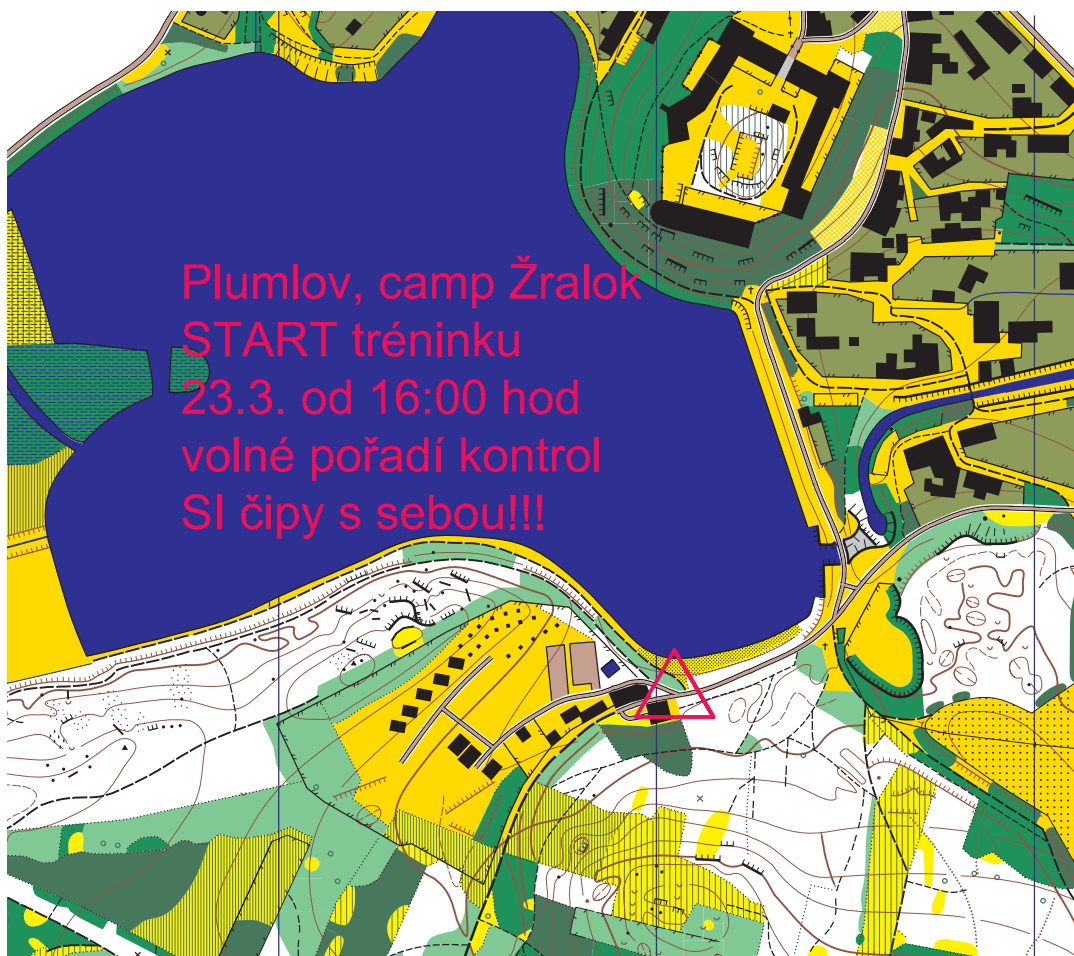 Plumlov, camp Žralok
START tréninku
23.3. od 16:00 hod
volné pořadí kontrol
SI čipy s sebou!!!